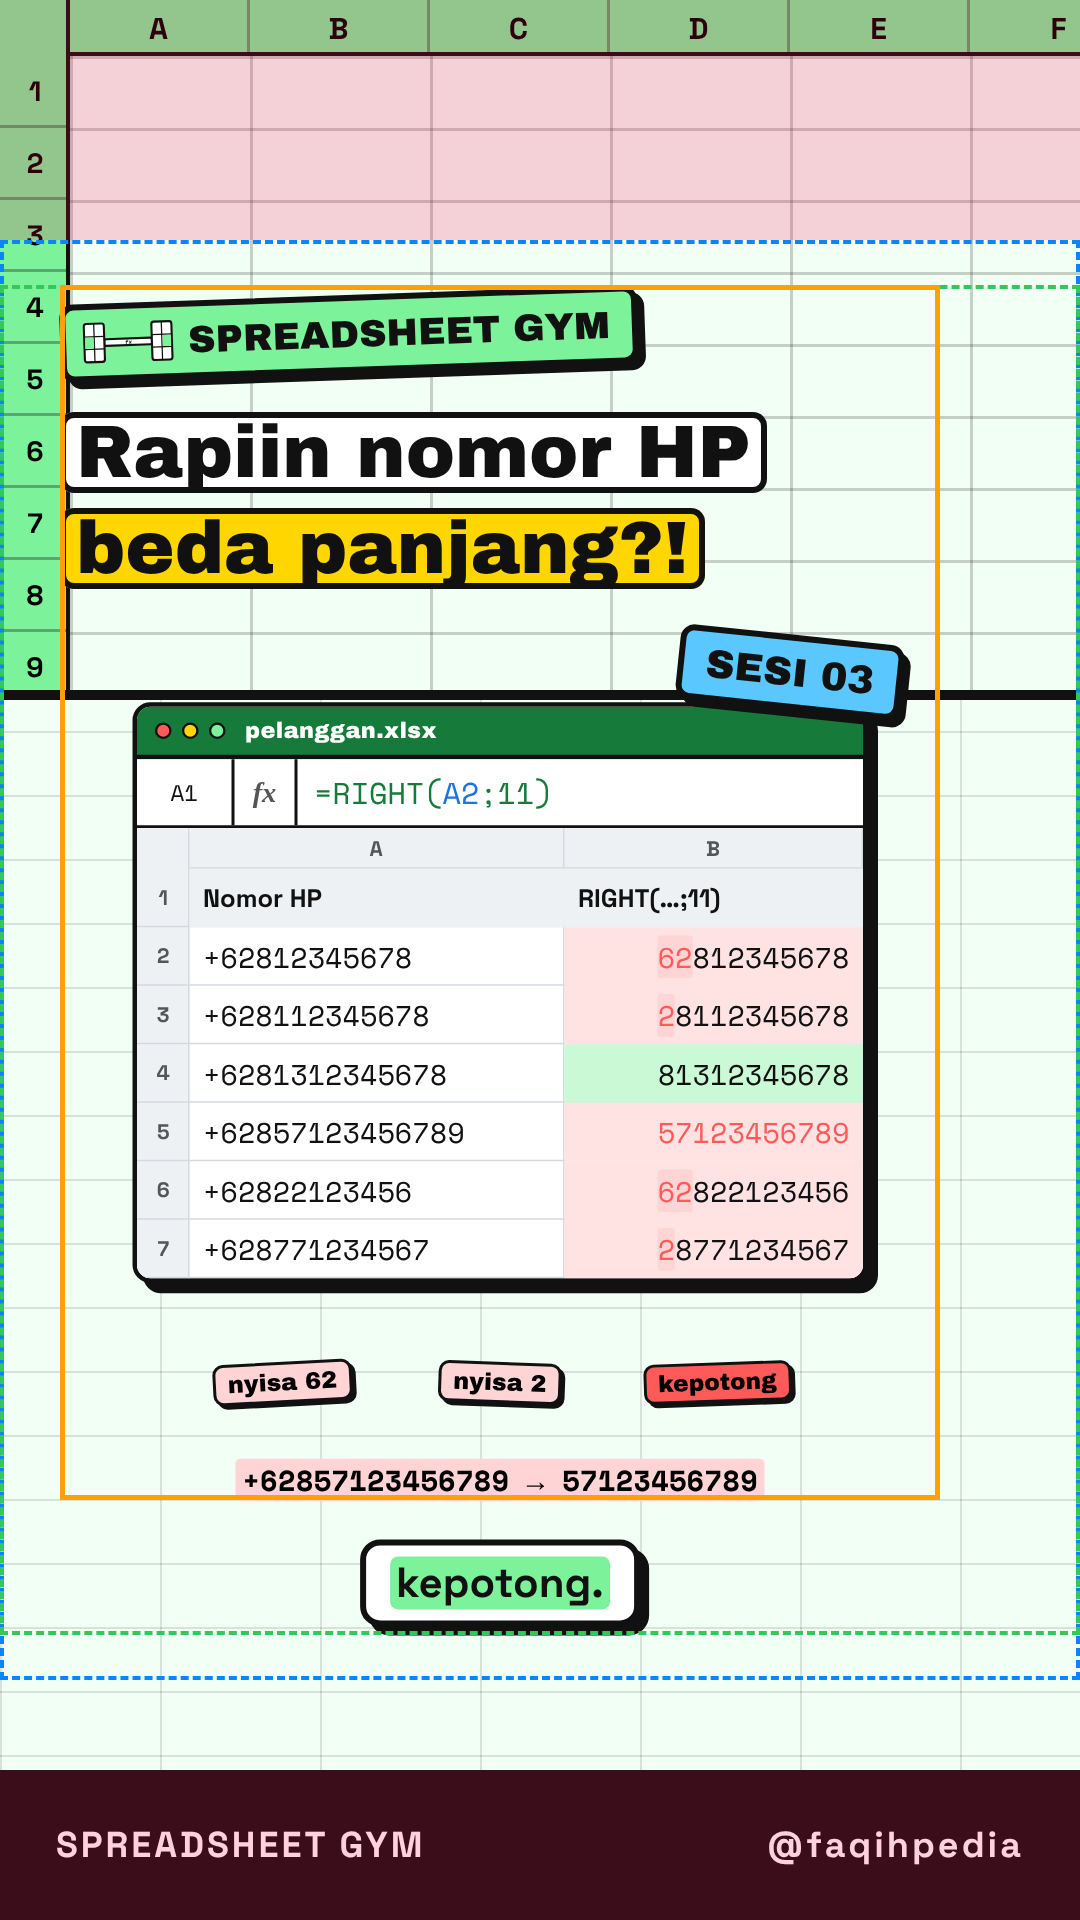 A B C D E F
1
2
3
4
SPREADSHEET GYM
5
6
Rapiin nomor HP
7
beda panjang?!
8
9
SESI 03
pelanggan.xlsx
A1 fx =RIGHT(A2;11)
A B
1 Nomor HP RIGHT(...;11)
2 +62812345678 62812345678
3 +628112345678 28112345678
4 +6281312345678 81312345678
5 +62857123456789 57123456789
6 +62822123456 62822123456
7 +628771234567 28771234567
nyisa 62 nyisa 2 kepotong
+62857123456789 → 57123456789
kepotong.
SPREADSHEET GYM @faqihpedia